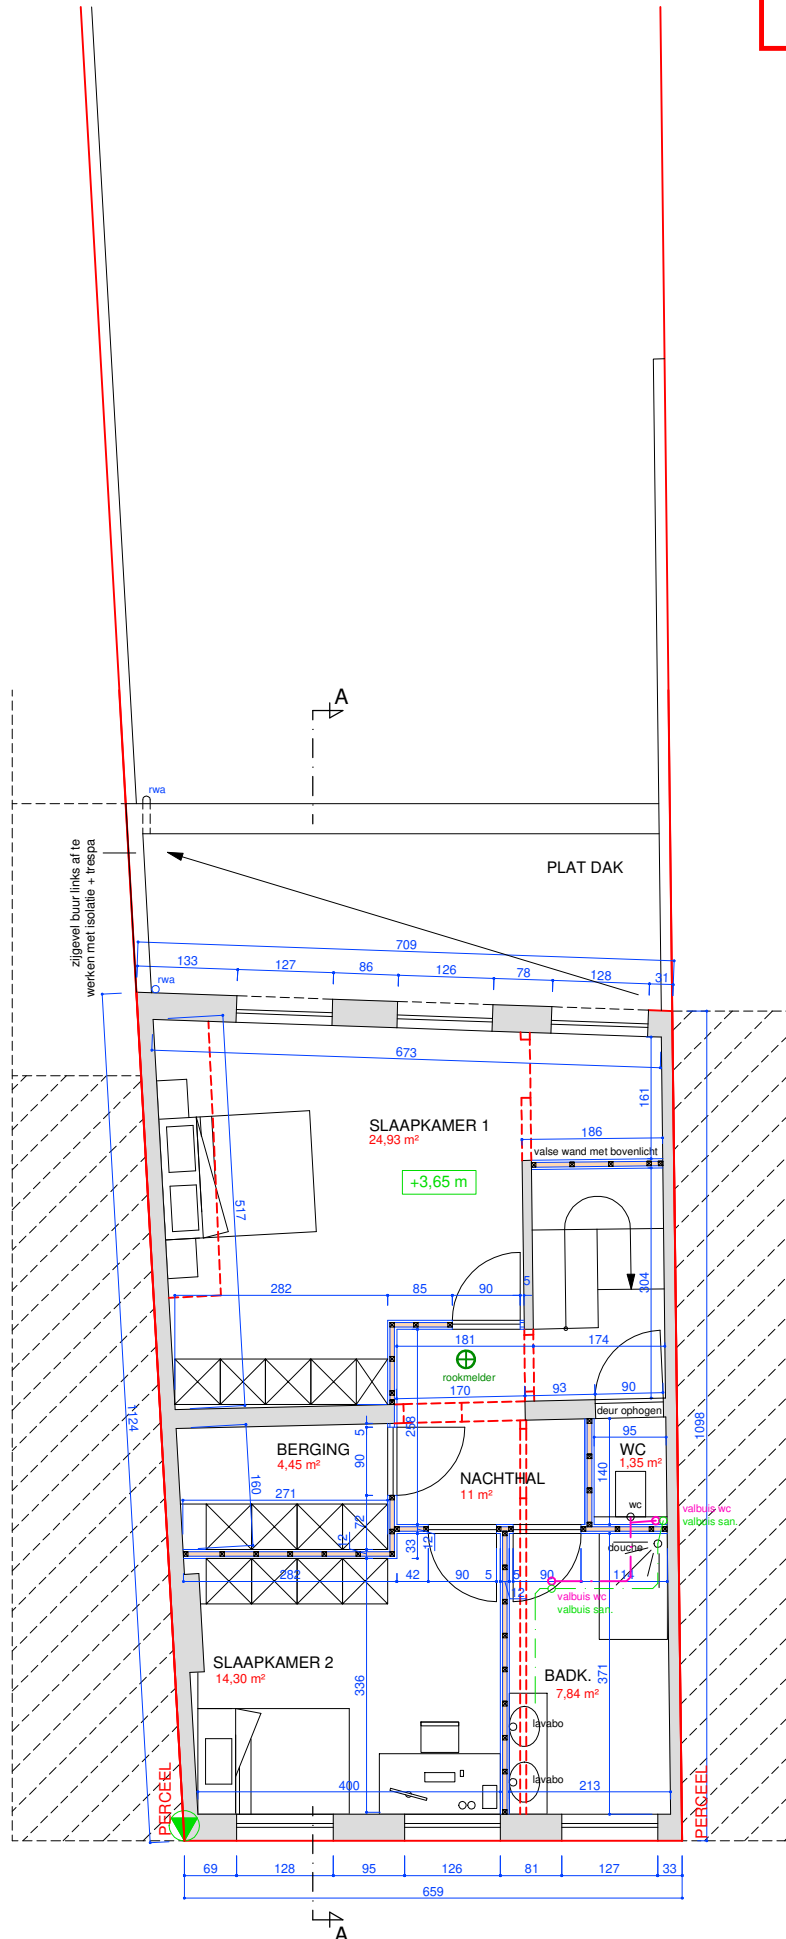 A
rwa
zijgevel buur links af te
werken met isolatie + trespa
PLAT DAK
709
133
127
86
126
78
128
31
rwa
673
161
SLAAPKAMER 1
24,93 m²
186
valse wand met bovenlicht
+3,65 m
517
304
282
85
90
5
181
174
rookmelder
170
93
90
deur ophogen
1124
1098
258
5
90
95
BERGING
4,45 m²
WC
1,35 m²
140
160
NACHTHAL
11 m²
271
wc
valbuis wc
valbuis san.
72
12
33
12
douche
282
42
90
5
5
90
114
12
valbuis wc
valbuis san.
SLAAPKAMER 2
14,30 m²
336
BADK.
7,84 m²
371
lavabo
lavabo
400
213
PERCEEL
PERCEEL
69
128
95
126
81
127
33
659
A